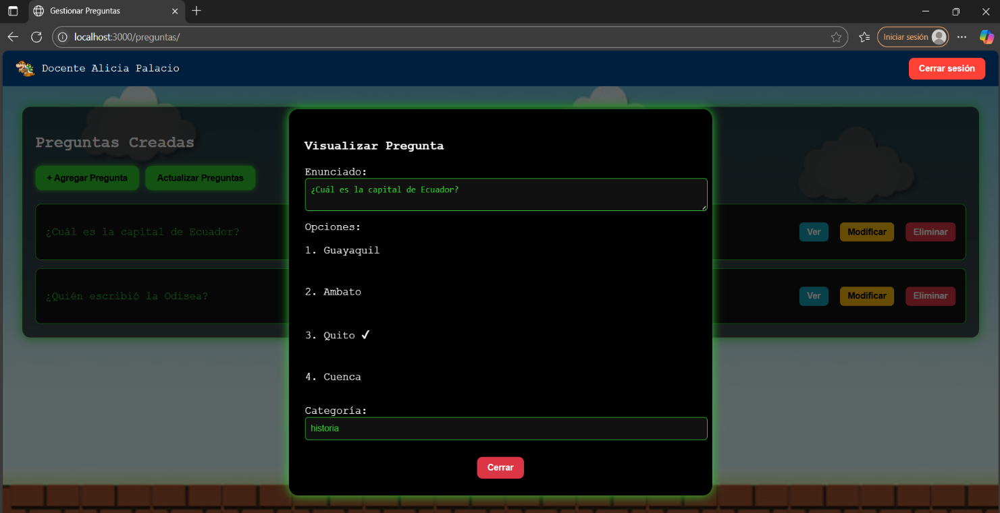 Gestionar Preguntas
localhost:3000/preguntas/
Iniciar sesión
Docente Alicia Palacio
Cerrar sesión
Preguntas Creadas
+ Agregar Pregunta
Actualizar Preguntas
¿Cuál es la capital de Ecuador?
Ver
Modificar
Eliminar
¿Quién escribió la Odisea?
Ver
Modificar
Eliminar
Visualizar Pregunta
Enunciado:
¿Cuál es la capital de Ecuador?
Opciones:
1. Guayaquil
2. Ambato
3. Quito ✓
4. Cuenca
Categoría:
historia
Cerrar